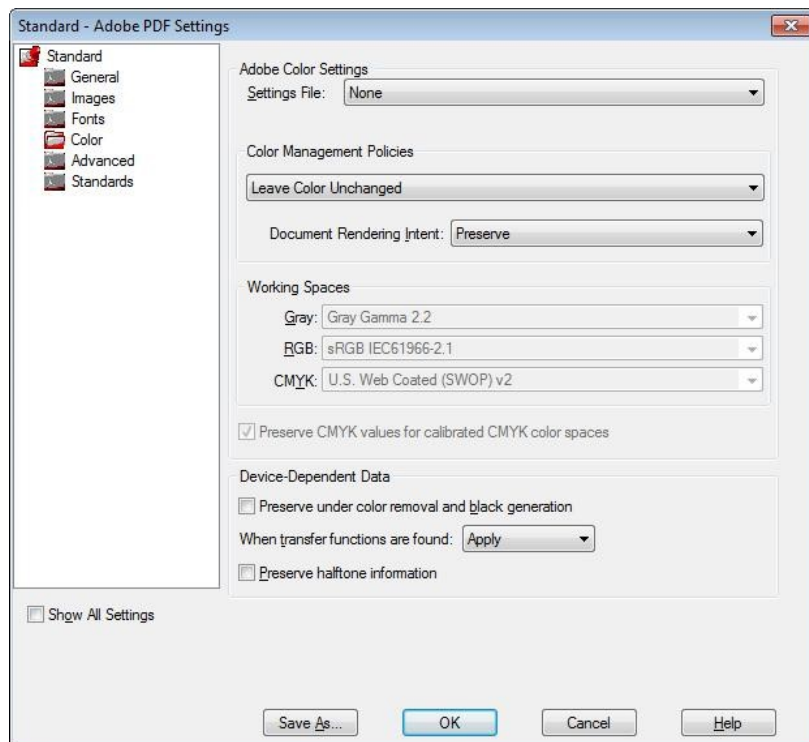 Standard - Adobe PDF Settings
Standard
General
Images
Fonts
Color
Advanced
Standards
Show All Settings
Adobe Color Settings
Settings File: None
Color Management Policies
Leave Color Unchanged
Document Rendering Intent: Preserve
Working Spaces
Gray: Gray Gamma 2.2
RGB: sRGB IEC61966-2.1
CMYK: U.S. Web Coated (SWOP) v2
Preserve CMYK values for calibrated CMYK color spaces
Device-Dependent Data
Preserve under color removal and black generation
When transfer functions are found: Apply
Preserve halftone information
Save As... OK Cancel Help